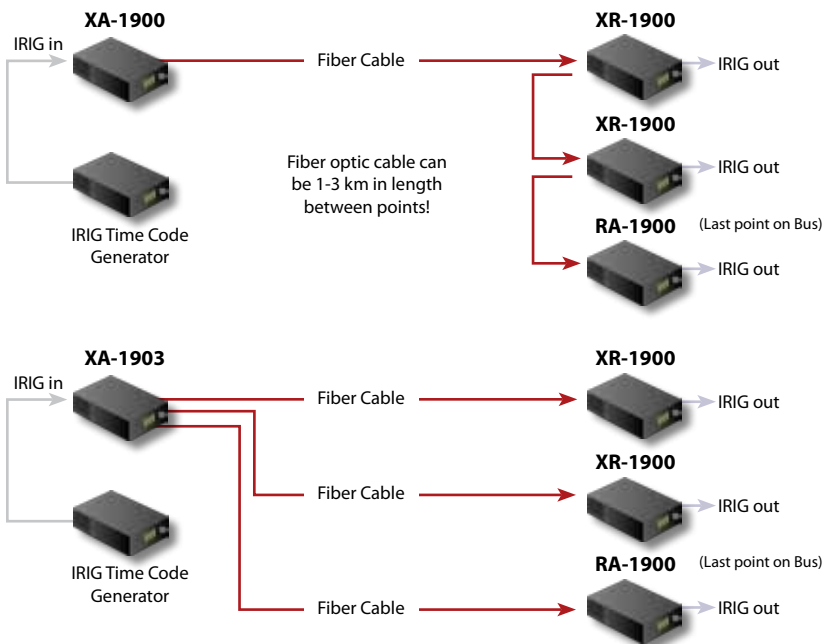 XA-1900
XR-1900
IRIG in
Fiber Cable
IRIG out
XR-1900
Fiber optic cable can
be 1-3 km in length
between points!
IRIG out
IRIG Time Code
Generator
RA-1900
(Last point on Bus)
IRIG out
XA-1903
XR-1900
IRIG in
Fiber Cable
IRIG out
XR-1900
Fiber Cable
IRIG out
IRIG Time Code
Generator
RA-1900
(Last point on Bus)
Fiber Cable
IRIG out